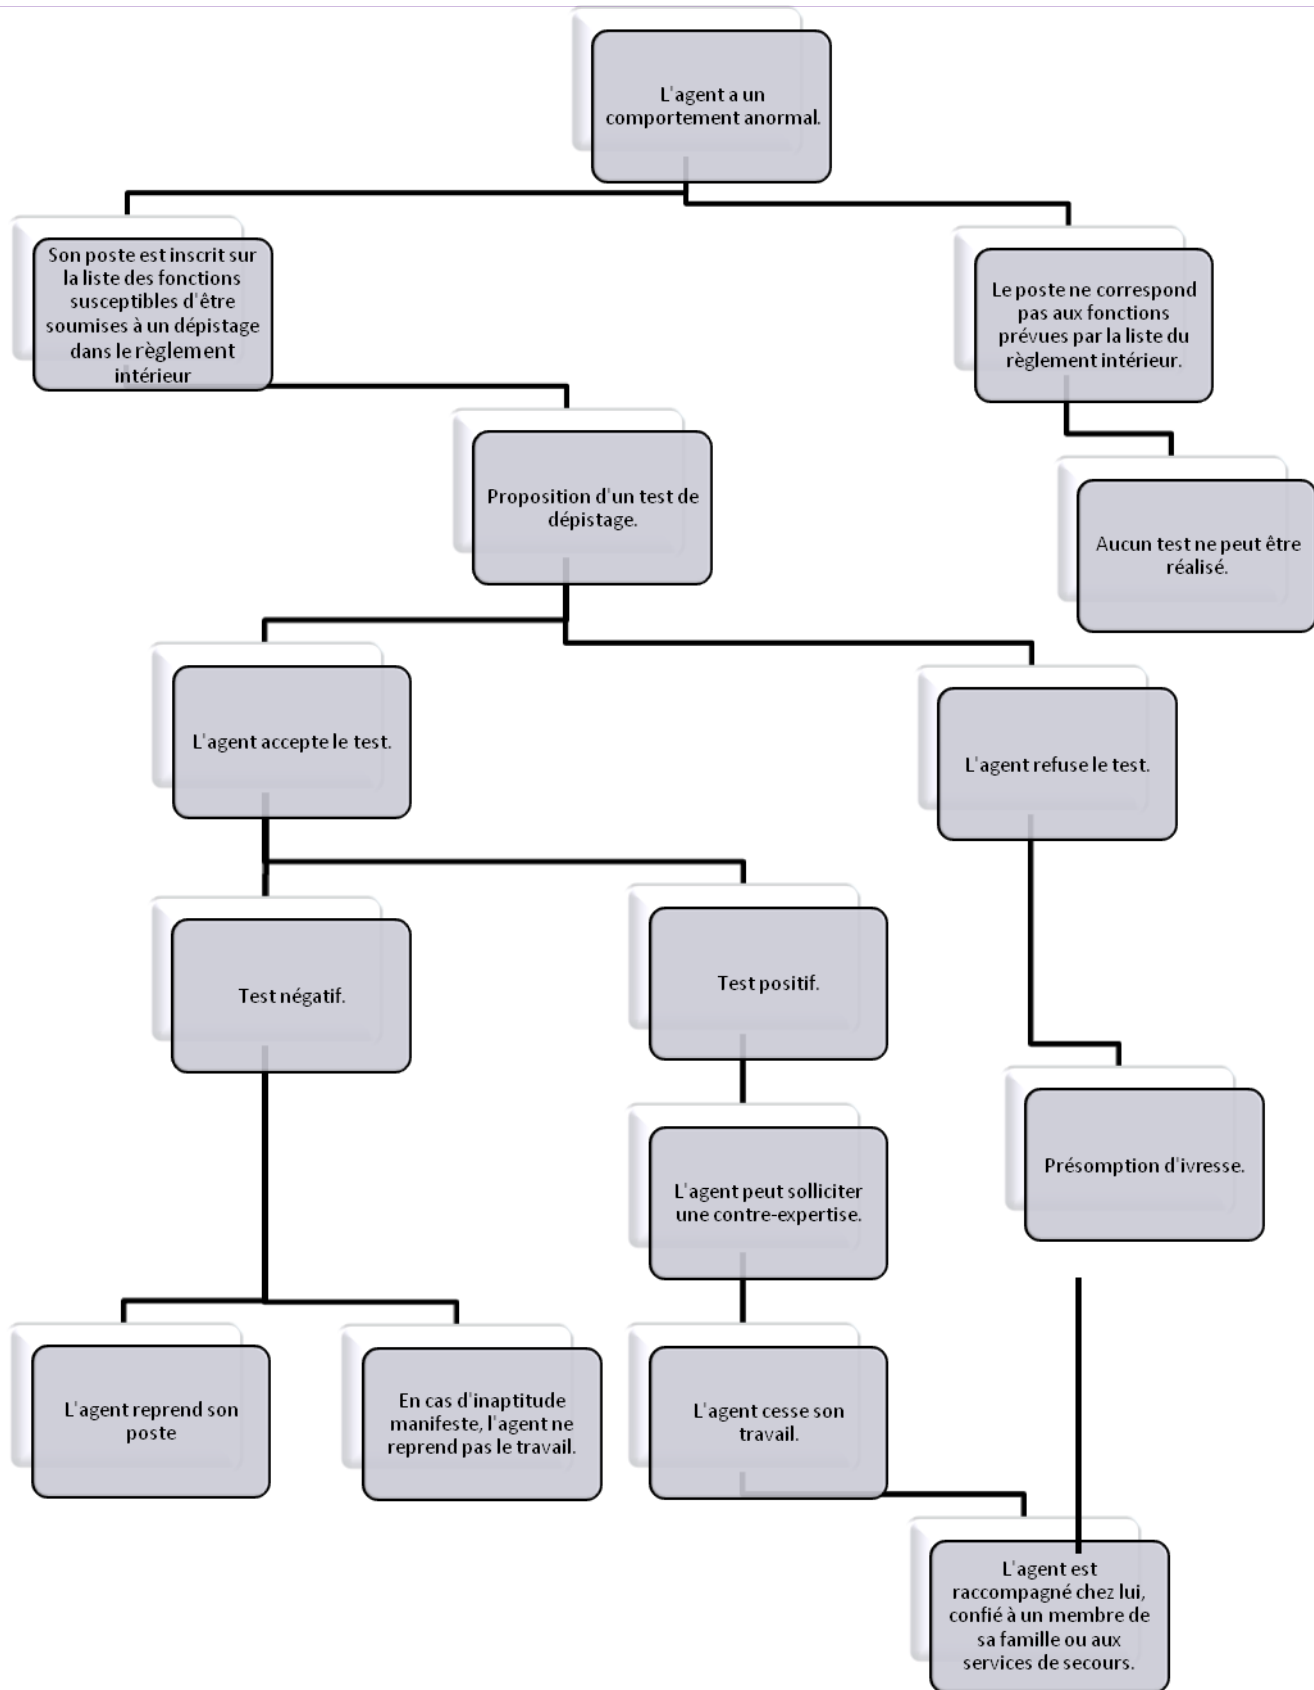 L'agent a un
comportement anormal.
Son poste est inscrit sur
la liste des fonctions
susceptibles d'être
soumises à un dépistage
dans le règlement
intérieur
Le poste ne correspond
pas aux fonctions
prévues par la liste du
règlement intérieur.
Proposition d'un test de
dépistage.
Aucun test ne peut être
réalisé.
L'agent accepte le test.
L'agent refuse le test.
Test négatif.
Test positif.
L'agent peut solliciter
une contre-expertise.
Présomption d'ivresse.
L'agent reprend son
poste
En cas d'inaptitude
manifeste, l'agent ne
reprend pas le travail.
L'agent cesse son
travail.
L'agent est
raccompagné chez lui,
confié à un membre de
sa famille ou aux
services de secours.